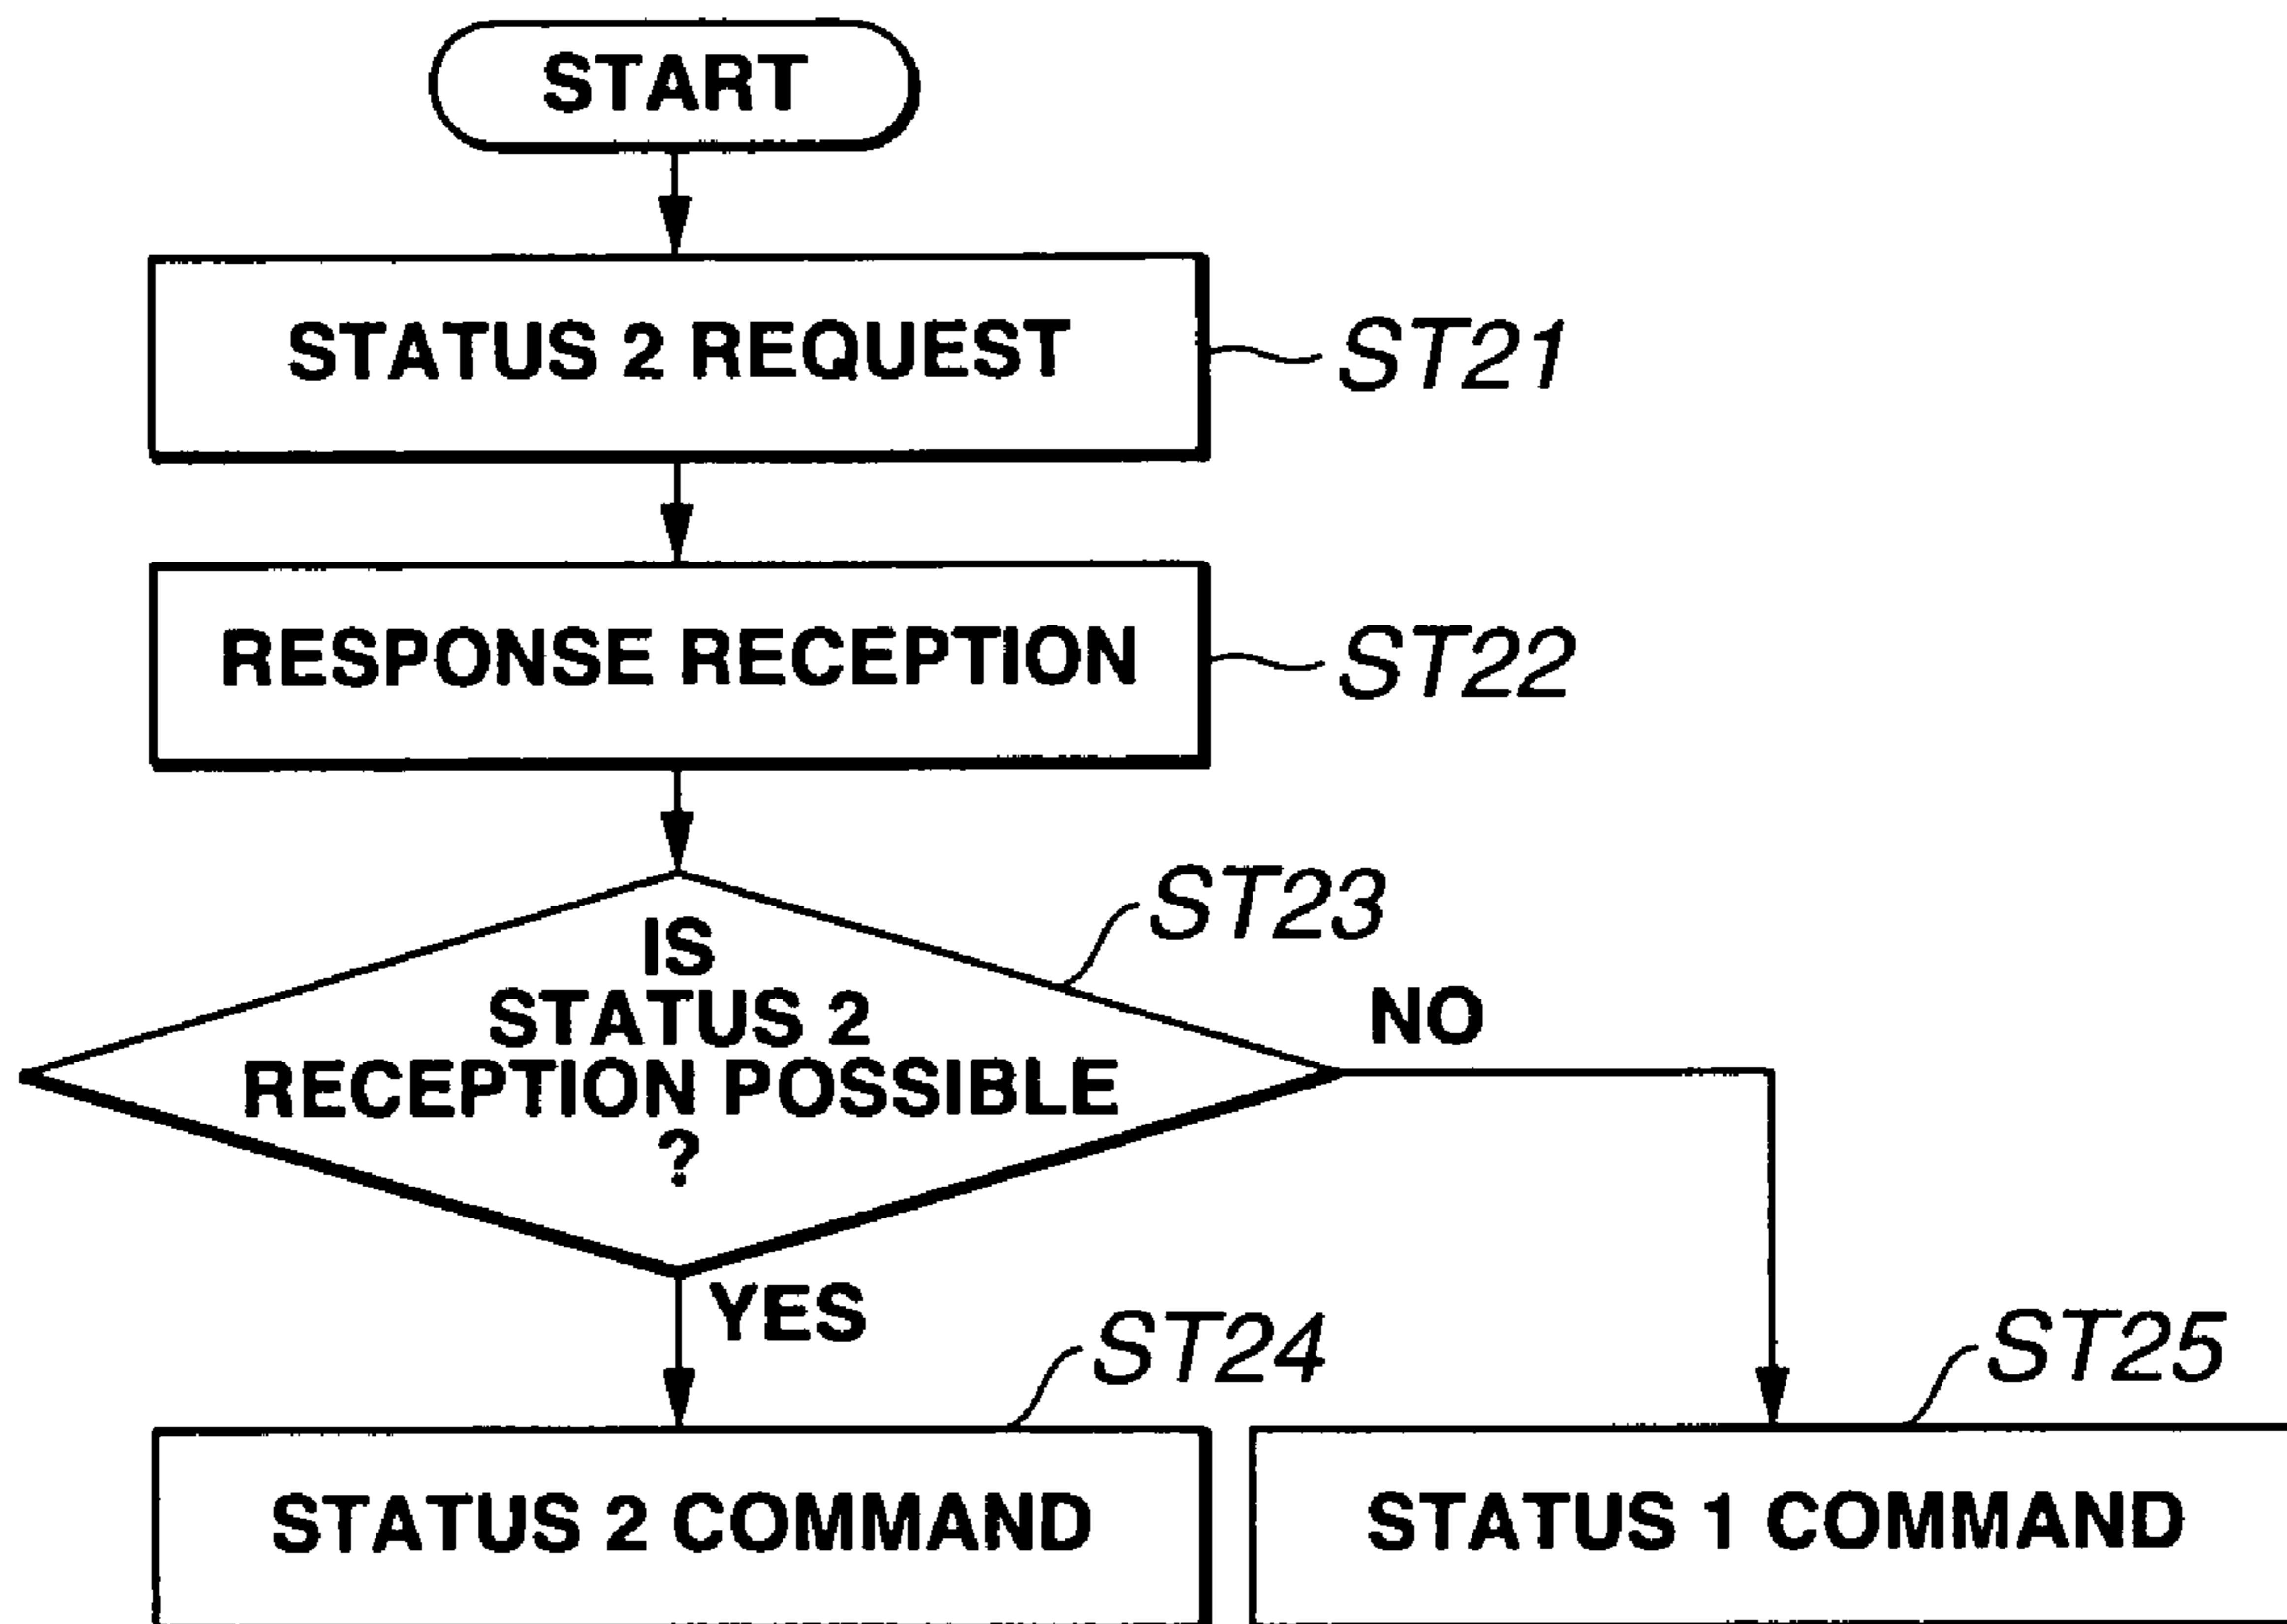 START
STATUS 2 REQUEST
ST21
RESPONSE RECEPTION
ST22
ST23
IS
STATUS 2
RECEPTION POSSIBLE
?
NO
YES
ST24
ST25
STATUS 2 COMMAND
STATUS 1 COMMAND